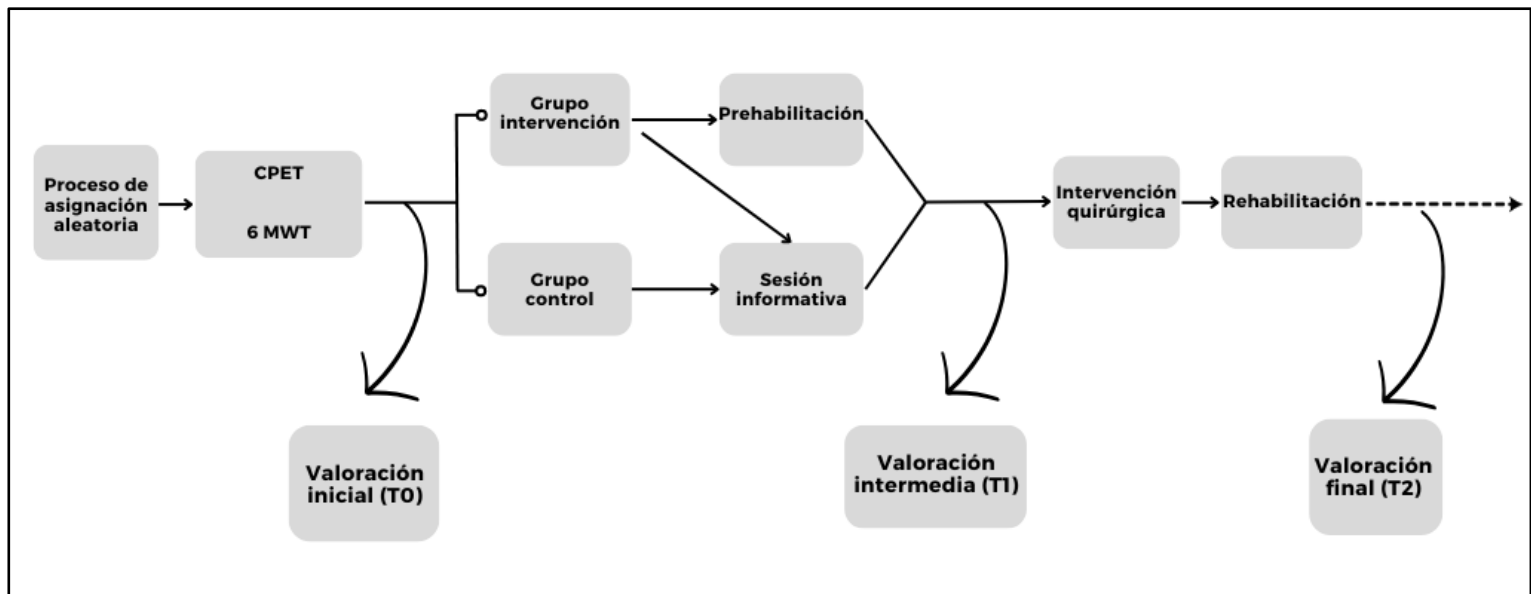 Proceso de
asignación
aleatoria
CPET
6 MWT
Grupo
intervención
Prehabilitación
Grupo
control
Sesión
informativa
Intervención
quirúrgica
Rehabilitación
Valoración
inicial (T0)
Valoración
intermedia (T1)
Valoración
final (T2)